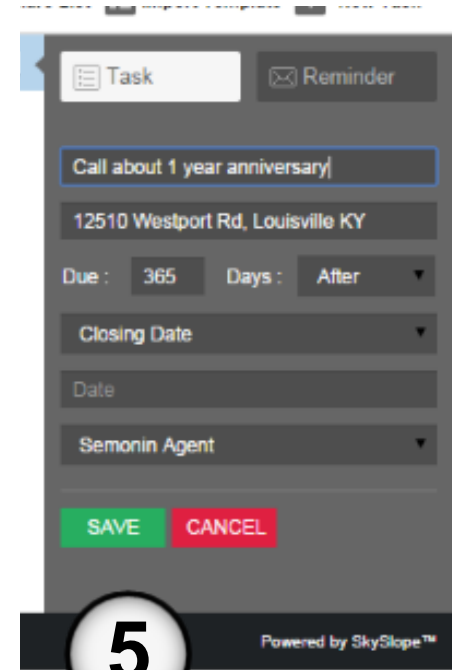 Task Reminder
Call about 1 year anniversary
12510 Westport Rd, Louisville KY
Due : 365 Days : After
Closing Date
Date
Semonin Agent
SAVE CANCEL
5 Powered by SkySlope™